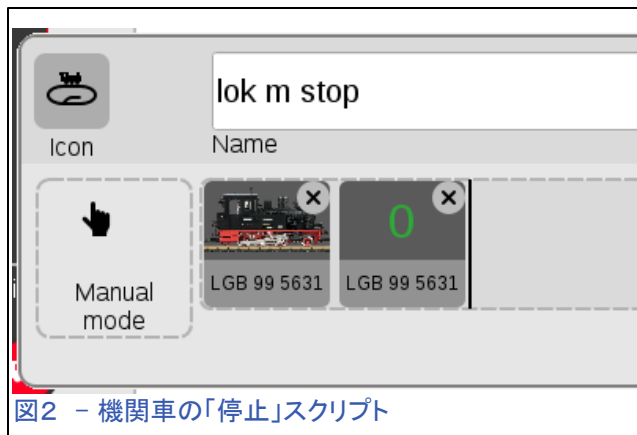 lok m stop
Icon
Name
0
LGB 99 5631
LGB 99 5631
Manual
mode
図2 – 機関車の「停止」スクリプト